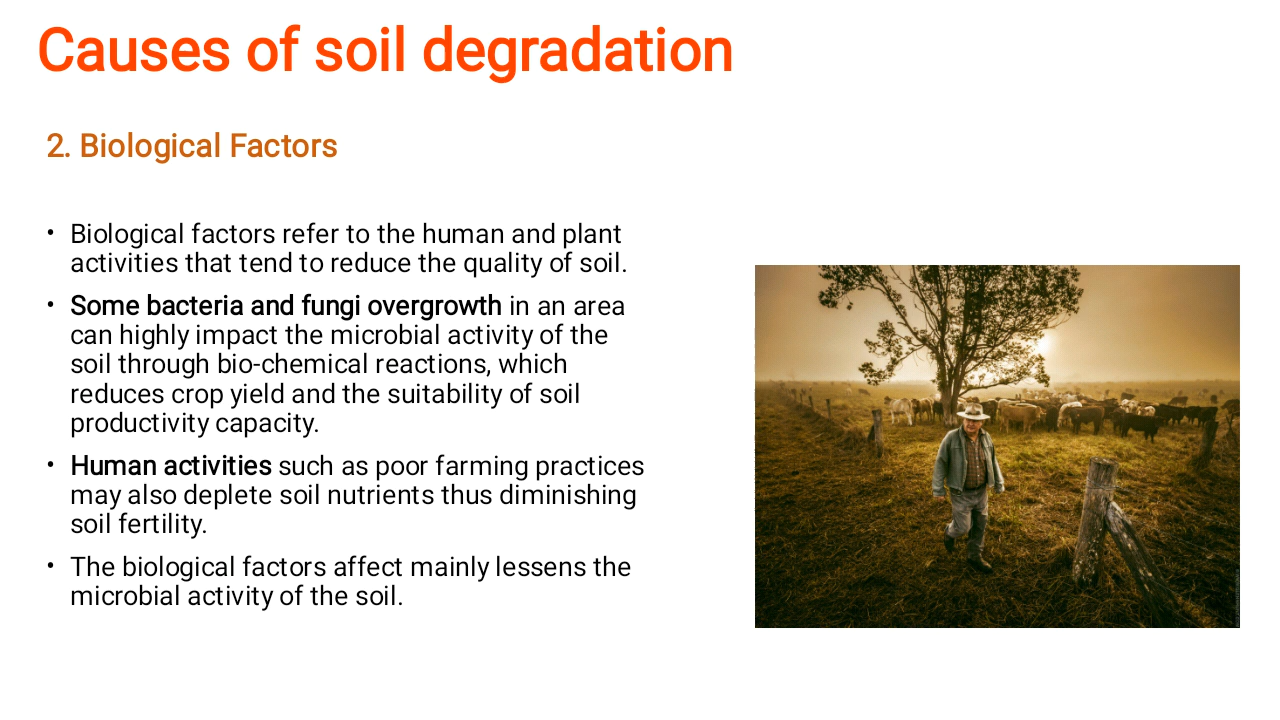 Causes of soil degradation
2. Biological Factors
• Biological factors refer to the human and plant
activities that tend to reduce the quality of soil.
• Some bacteria and fungi overgrowth in an area
can highly impact the microbial activity of the
soil through bio-chemical reactions, which
reduces crop yield and the suitability of soil
productivity capacity.
• Human activities such as poor farming practices
may also deplete soil nutrients thus diminishing
soil fertility.
• The biological factors affect mainly lessens the
microbial activity of the soil.